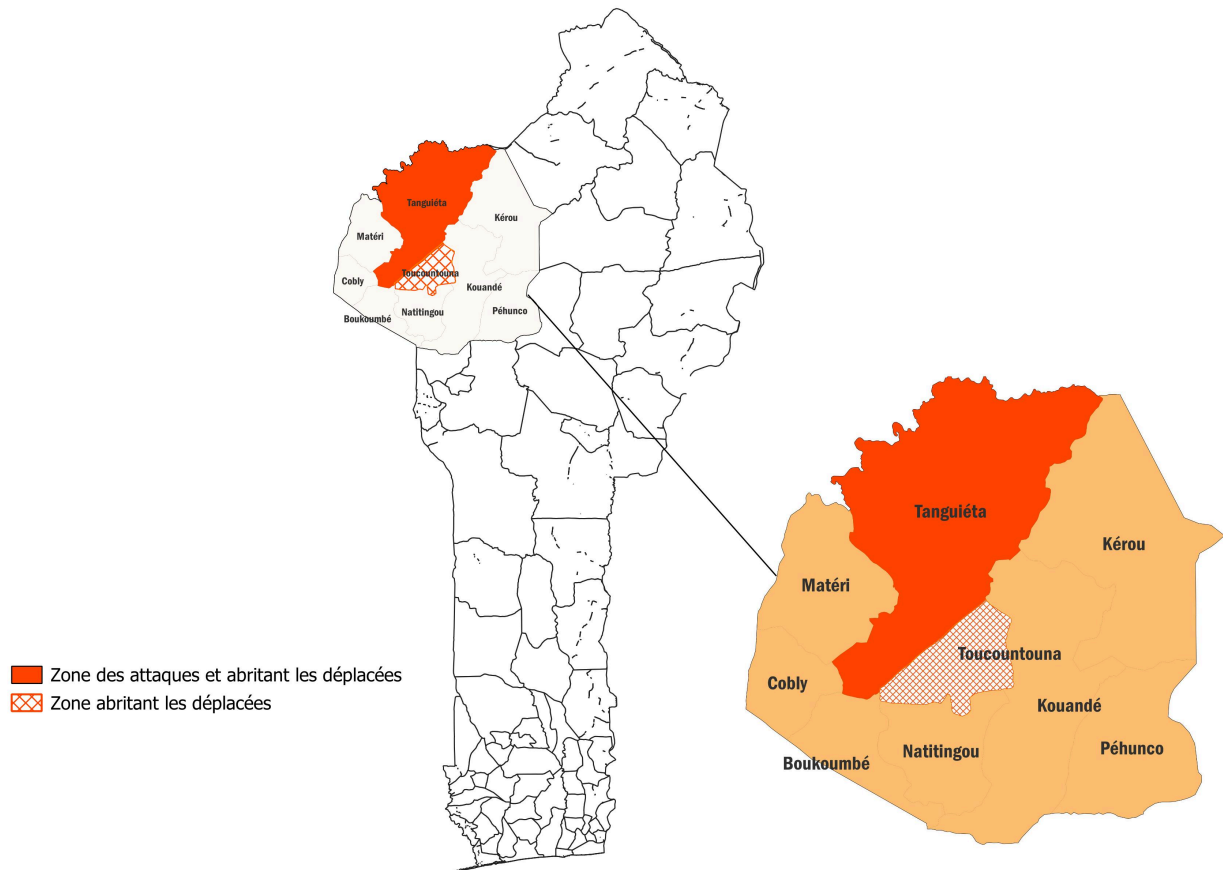 Tanguiéta
Kérou
Matéri
Toucountouna
Cobly
Kouandé
Natitingou
Péhunco
Boukoumbé
Tanguiéta
Kérou
Matéri
Toucountouna
Cobly
Kouandé
Natitingou
Péhunco
Boukoumbé
Zone des attaques et abritant les déplacées
Zone abritant les déplacées